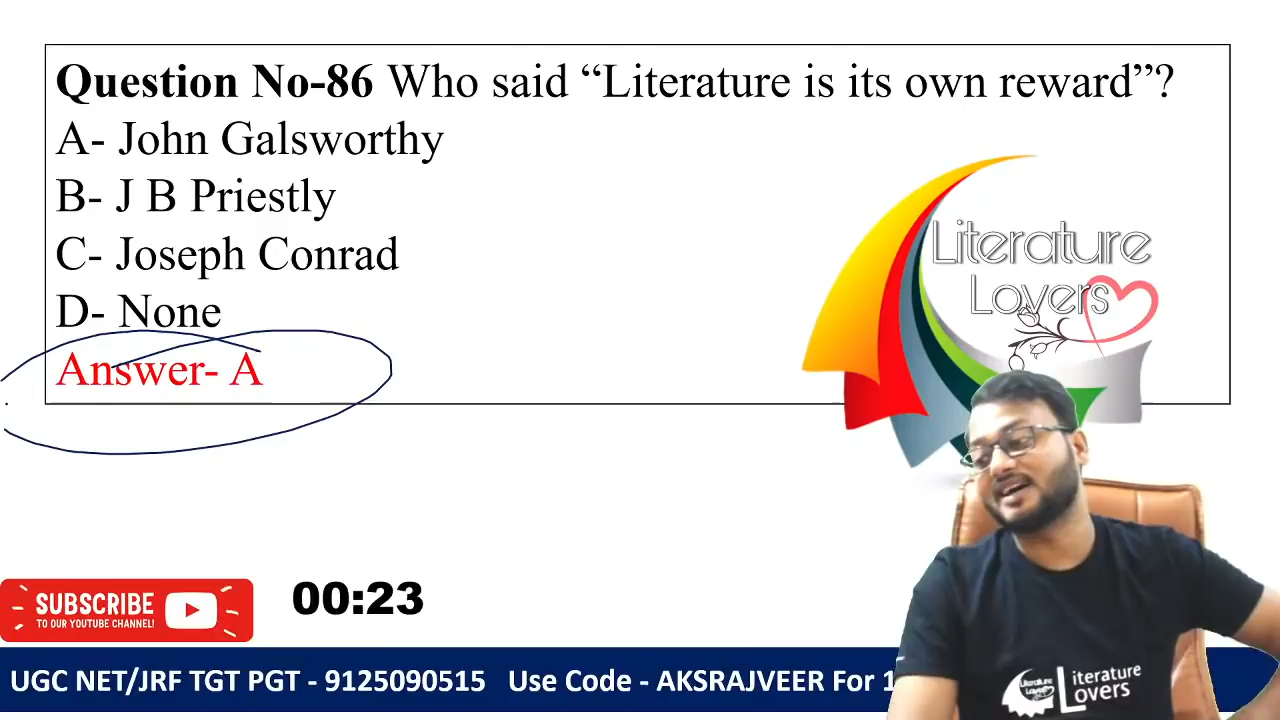 Question No-86 Who said “Literature is its own reward”?
A- John Galsworthy
B- J B Priestly
C- Joseph Conrad
D- None
Answer- A
Literature
Lovers
SUBSCRIBE
TO OUR YOUTUBE CHANNEL!
00:23
UGC NET/JRF TGT PGT - 9125090515 Use Code - AKSRAJVEER For 1
Literature
Lovers